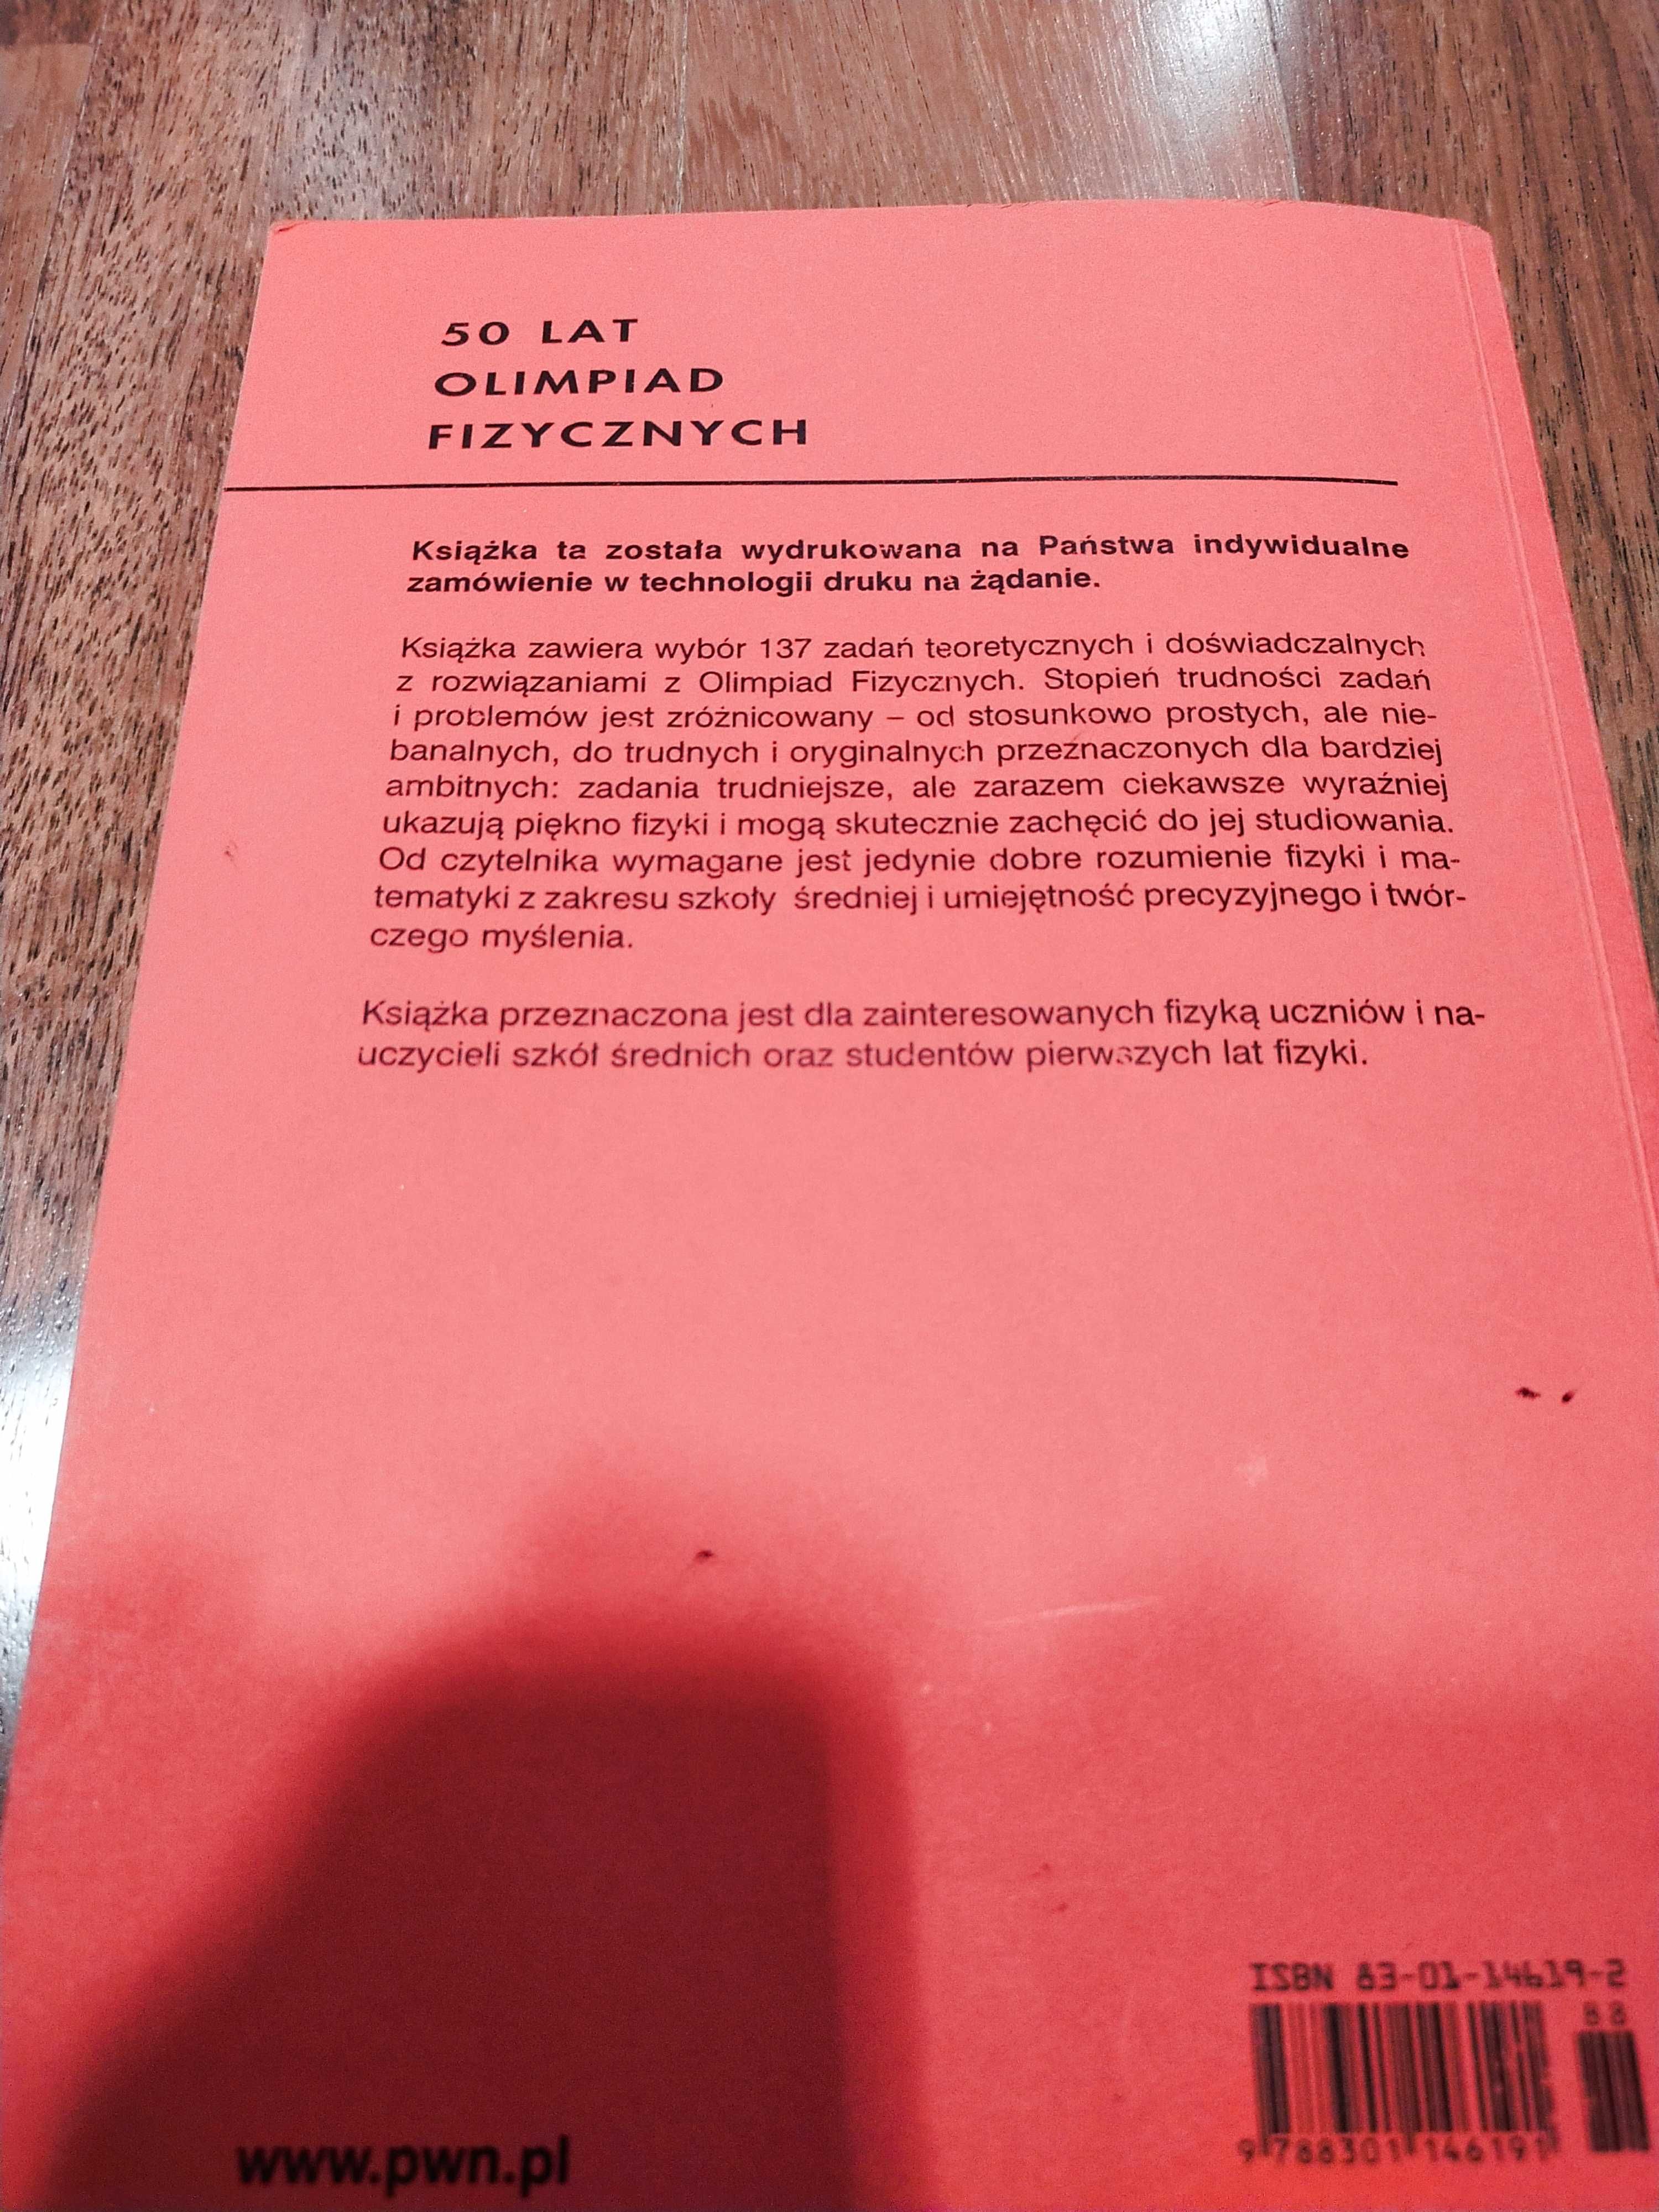 50 LAT
OLIMPIAD
FIZYCZNYCH
Książka ta została wydrukowana na Państwa indywidualne
zamówienie w technologii druku na żądanie.
Książka zawiera wybór 137 zadań teoretycznych i doświadczalnych
z rozwiązaniami z Olimpiad Fizycznych. Stopień trudności zadań
i problemów jest zróżnicowany – od stosunkowo prostych, ale nie-
banalnych, do trudnych i oryginalnych przeznaczonych dla bardziej
ambitnych: zadania trudniejsze, ale zarazem ciekawsze wyraźniej
ukazują piękno fizyki i mogą skutecznie zachęcić do jej studiowania.
Od czytelnika wymagane jest jedynie dobre rozumienie fizyki i ma-
tematyki z zakresu szkoły średniej i umiejętność precyzyjnego i twór-
czego myślenia.
Książka przeznaczona jest dla zainteresowanych fizyką uczniów i na-
uczycieli szkół średnich oraz studentów pierwszych lat fizyki.
ISBN 83-01-14619-2
88
9 788301 146191
www.pwn.pl